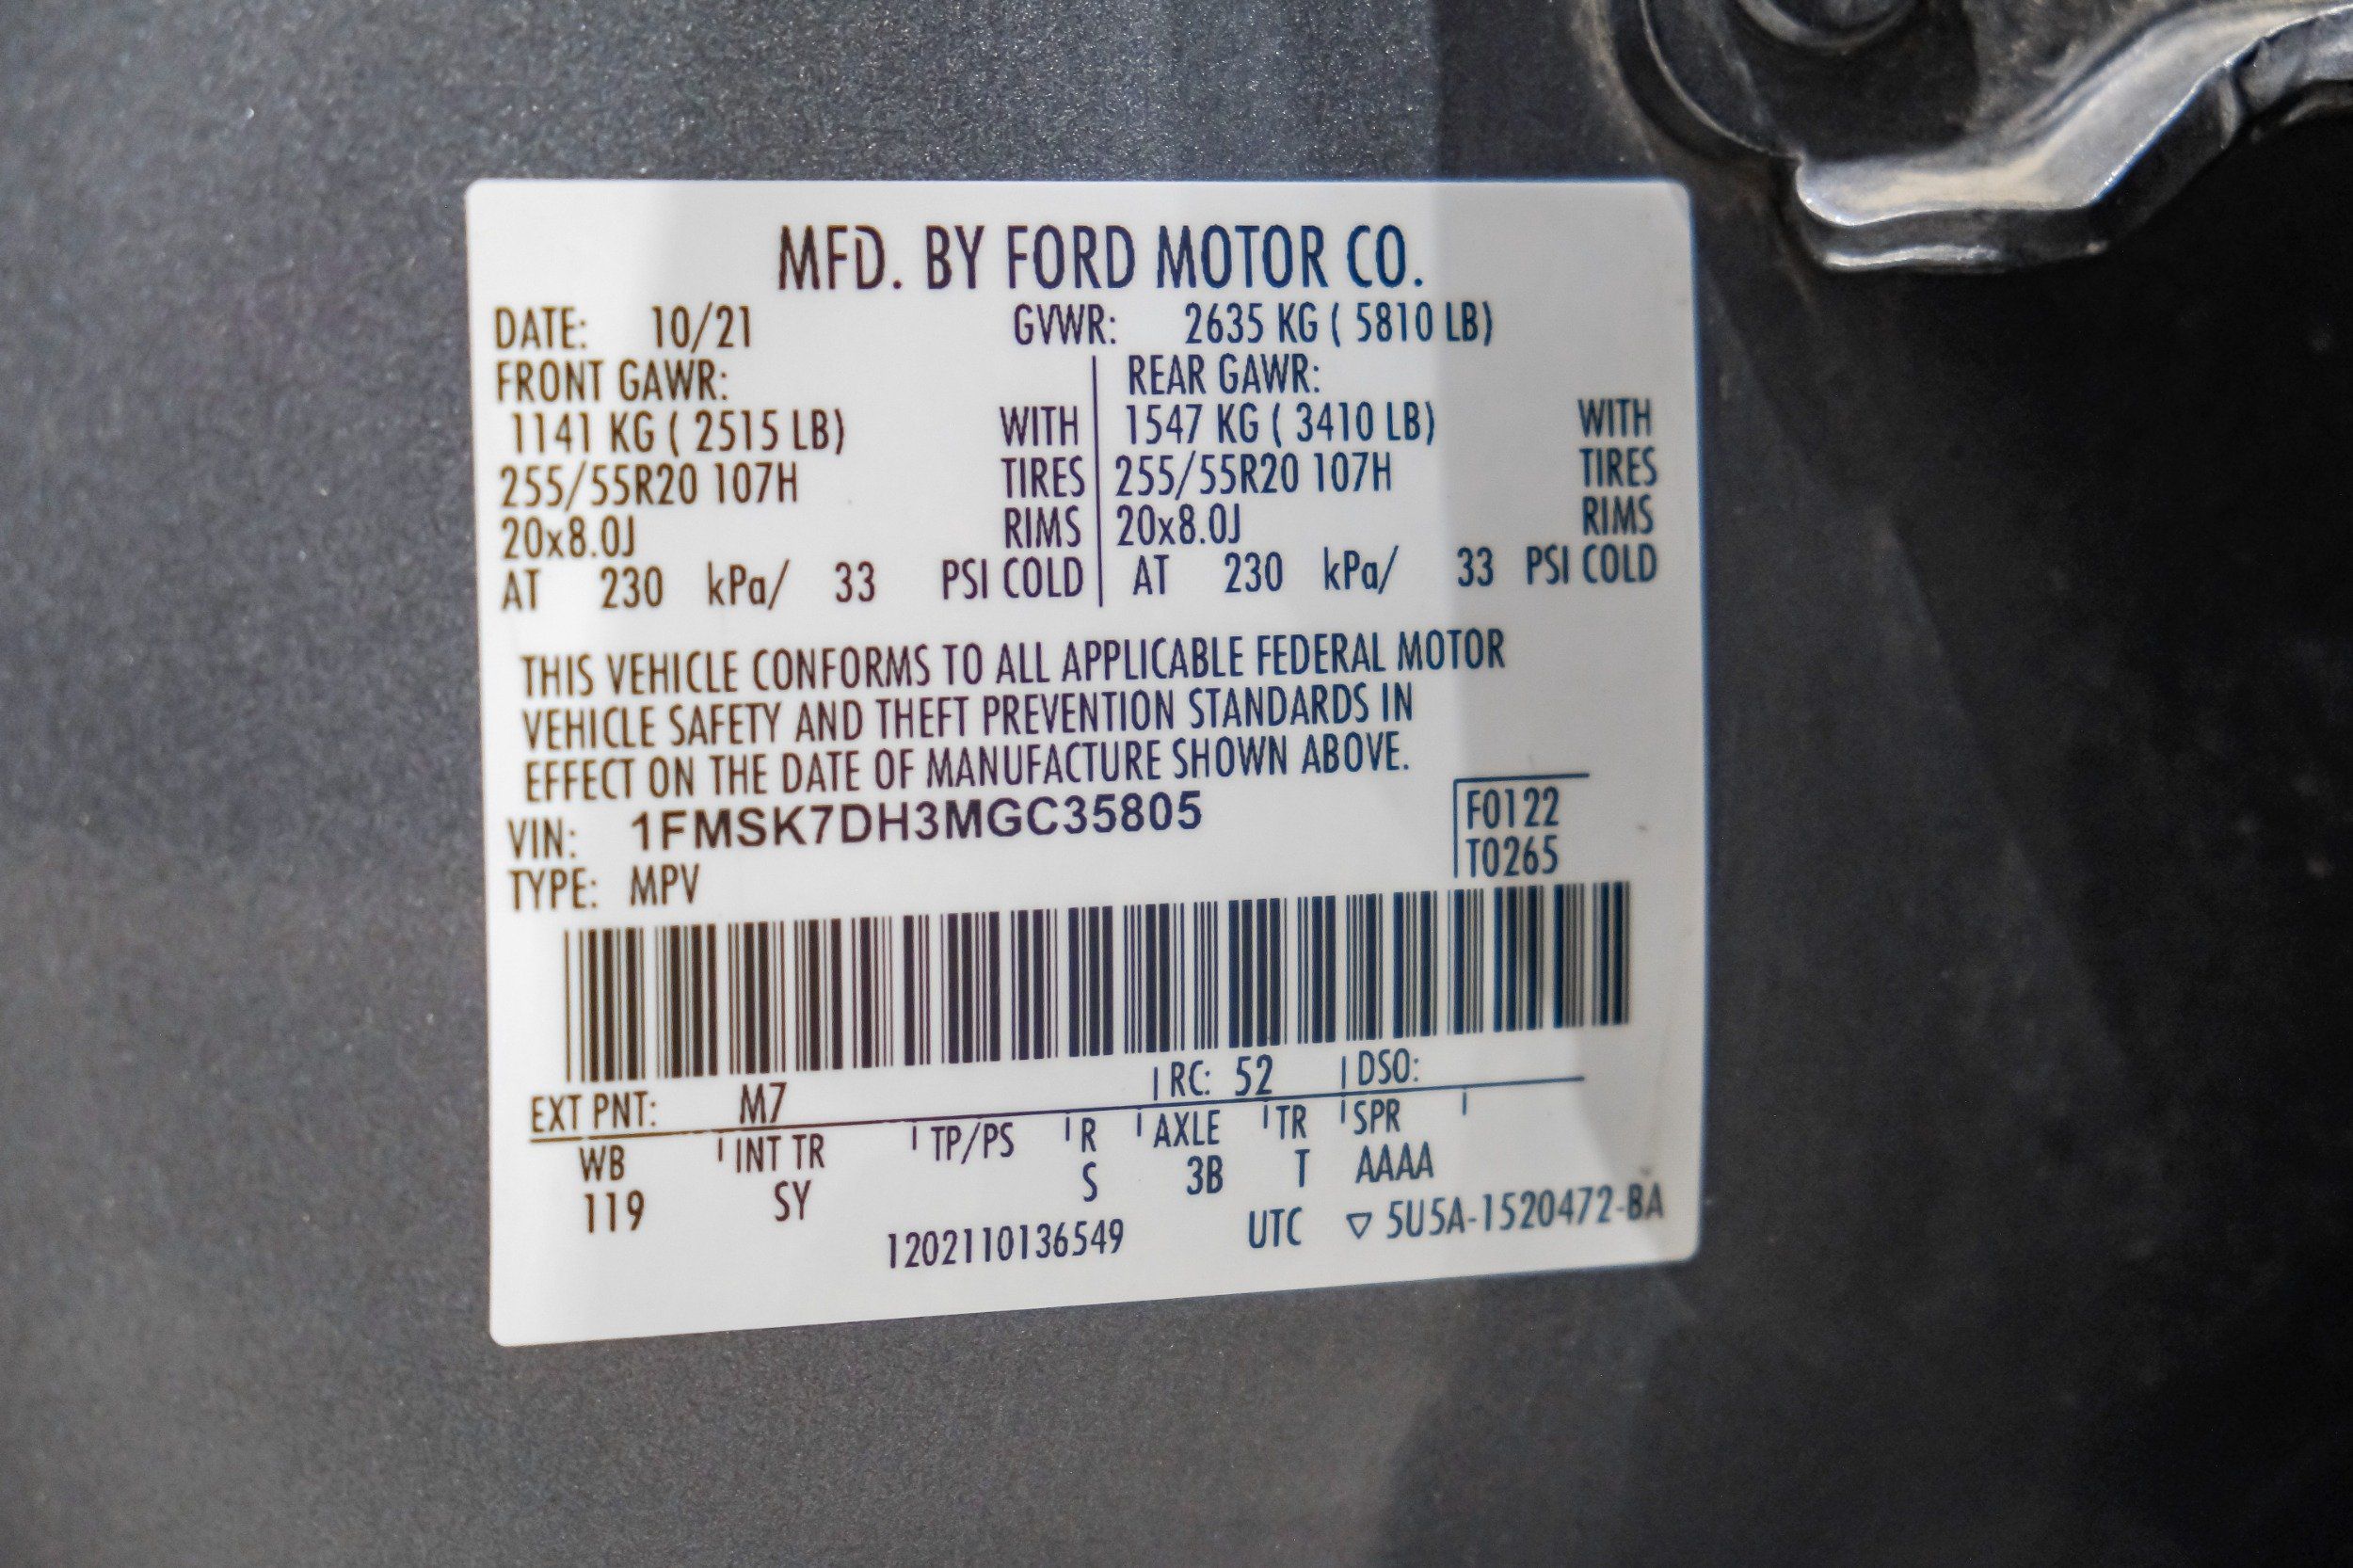 MFD. BY FORD MOTOR CO.
DATE: 10/21 GVWR: 2635 KG ( 5810 LB)
FRONT GAWR: REAR GAWR:
1141 KG ( 2515 LB) WITH 1547 KG ( 3410 LB) WITH
255/55R20 107H TIRES 255/55R20 107H TIRES
20x8.0J RIMS 20x8.0J RIMS
AT 230 kPa/ 33 PSI COLD AT 230 kPa/ 33 PSI COLD
THIS VEHICLE CONFORMS TO ALL APPLICABLE FEDERAL MOTOR
VEHICLE SAFETY AND THEFT PREVENTION STANDARDS IN
EFFECT ON THE DATE OF MANUFACTURE SHOWN ABOVE.
VIN: 1FMSK7DH3MGC35805 F0122
TYPE: MPV T0265
EXT PNT: M7 RC: 52 DSO:
WB INT TR TP/PS R AXLE TR SPR
119 SY S 3B T AAAA
1202110136549 UTC ▽ 5U5A-1520472-BA